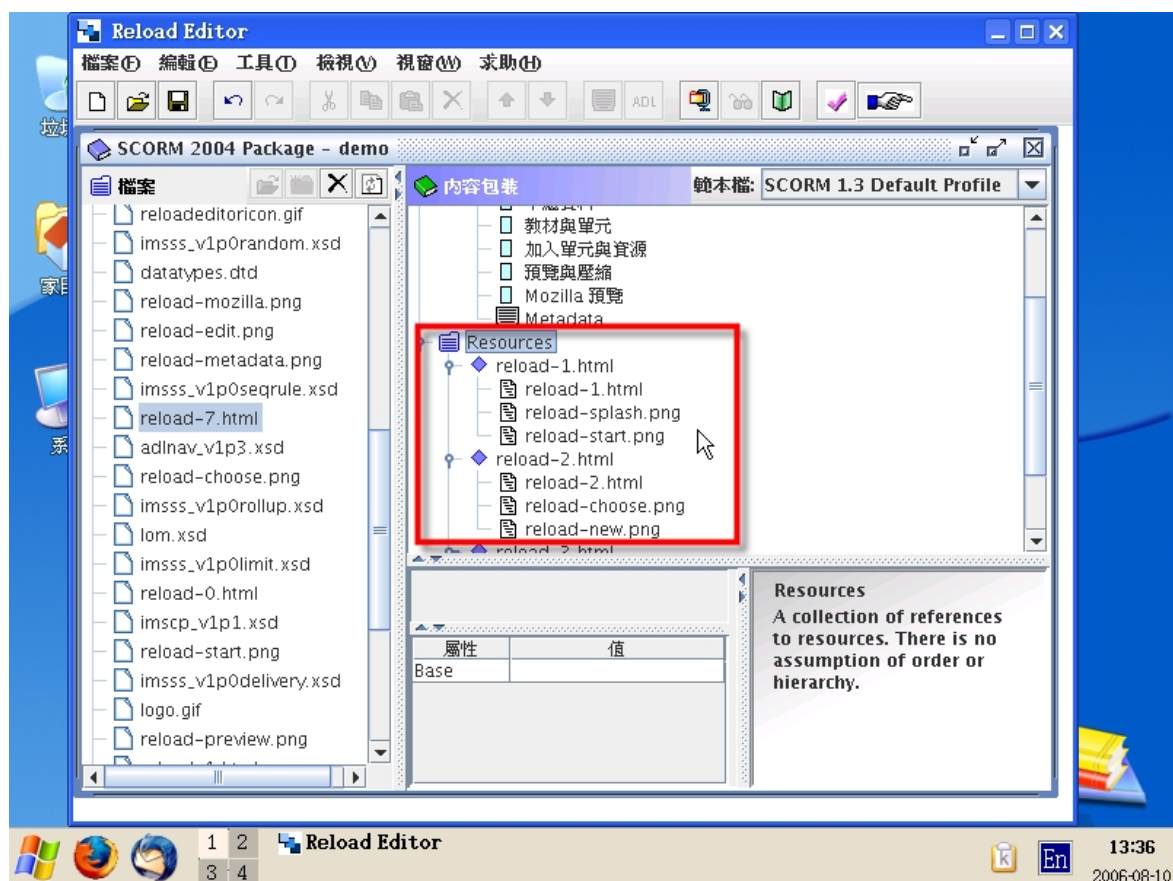 Reload Editor
檔案(F) 編輯(E) 工具(T) 檢視(V) 視窗(W) 求助(H)
ADL
SCORM 2004 Package - demo
檔案
內容包裝
範本檔: SCORM 1.3 Default Profile
reloadeditoricon.gif
imsss_v1p0random.xsd
datatypes.dtd
reload-mozilla.png
reload-edit.png
reload-metadata.png
imsss_v1p0seqrule.xsd
reload-7.html
adlnav_v1p3.xsd
reload-choose.png
imsss_v1p0rollup.xsd
lom.xsd
imsss_v1p0limit.xsd
reload-0.html
imscp_v1p1.xsd
reload-start.png
imsss_v1p0delivery.xsd
logo.gif
reload-preview.png
教材與單元
加入單元與資源
預覽與壓縮
Mozilla 預覽
Metadata
Resources
reload-1.html
reload-1.html
reload-splash.png
reload-start.png
reload-2.html
reload-2.html
reload-choose.png
reload-new.png
reload-3.html
屬性 值
Base
Resources
A collection of references
to resources. There is no
assumption of order or
hierarchy.
1 2
3 4
Reload Editor
En
13:36
2006-08-10